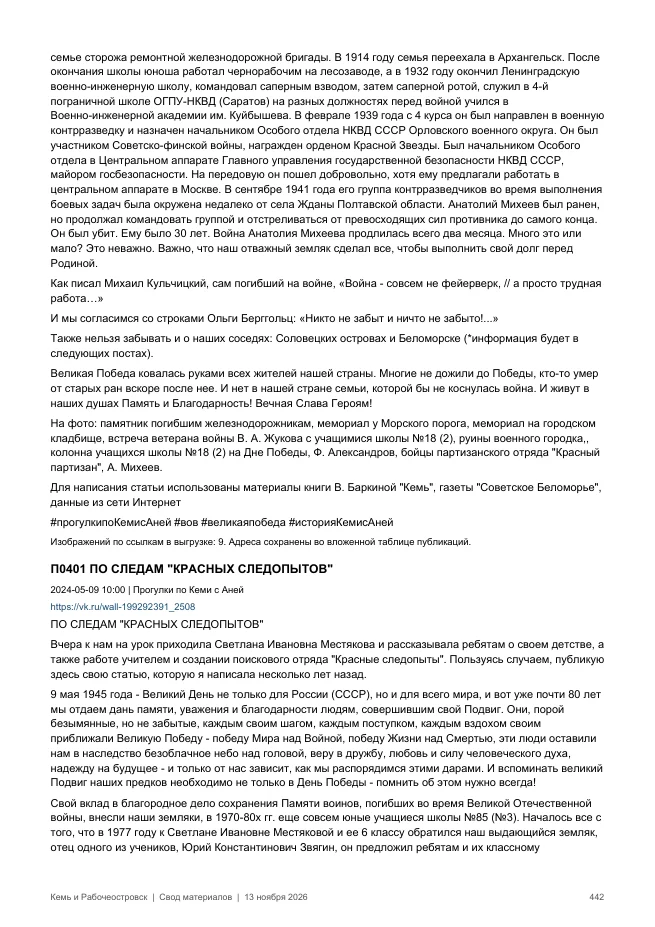 семье сторожа ремонтной железнодорожной бригады. В 1914 году семья переехала в Архангельск. После
окончания школы юноша работал чернорабочим на лесозаводе, а в 1932 году окончил Ленинградскую
военно-инженерную школу, командовал саперным взводом, затем саперной ротой, служил в 4-й
пограничной школе ОГПУ-НКВД (Саратов) на разных должностях перед войной учился в
Военно-инженерной академии им. Куйбышева. В феврале 1939 года с 4 курса он был направлен в военную
контрразведку и назначен начальником Особого отдела НКВД СССР Орловского военного округа. Он был
участником Советско-финской войны, награжден орденом Красной Звезды. Был начальником Особого
отдела в Центральном аппарате Главного управления государственной безопасности НКВД СССР,
майором госбезопасности. На передовую он пошел добровольно, хотя ему предлагали работать в
центральном аппарате в Москве. В сентябре 1941 года его группа контрразведчиков во время выполнения
боевых задач была окружена недалеко от села Жданы Полтавской области. Анатолий Михеев был ранен,
но продолжал командовать группой и отстреливаться от превосходящих сил противника до самого конца.
Он был убит. Ему было 30 лет. Война Анатолия Михеева продлилась всего два месяца. Много это или
мало? Это неважно. Важно, что наш отважный земляк сделал все, чтобы выполнить свой долг перед
Родиной.
Как писал Михаил Кульчицкий, сам погибший на войне, «Война - совсем не фейерверк, // а просто трудная
работа…»
И мы согласимся со строками Ольги Берггольц: «Никто не забыт и ничто не забыто!...»
Также нельзя забывать и о наших соседях: Соловецких островах и Беломорске (*информация будет в
следующих постах).
Великая Победа ковалась руками всех жителей нашей страны. Многие не дожили до Победы, кто-то умер
от старых ран вскоре после нее. И нет в нашей стране семьи, которой бы не коснулась война. И живут в
наших душах Память и Благодарность! Вечная Слава Героям!
На фото: памятник погибшим железнодорожникам, мемориал у Морского порога, мемориал на городском
кладбище, встреча ветерана войны В. А. Жукова с учащимися школы №18 (2), руины военного городка,,
колонна учащихся школы №18 (2) на Дне Победы, Ф. Александров, бойцы партизанского отряда "Красный
партизан", А. Михеев.
Для написания статьи использованы материалы книги В. Баркиной "Кемь", газеты "Советское Беломорье",
данные из сети Интернет
#прогулкипоКемисАней #вов #великаяпобеда #историяКемисАней
Изображений по ссылкам в выгрузке: 9. Адреса сохранены во вложенной таблице публикаций.
П0401 ПО СЛЕДАМ "КРАСНЫХ СЛЕДОПЫТОВ"
2024-05-09 10:00 | Прогулки по Кеми с Аней
https://vk.ru/wall-199292391_2508
ПО СЛЕДАМ "КРАСНЫХ СЛЕДОПЫТОВ"
Вчера к нам на урок приходила Светлана Ивановна Местякова и рассказывала ребятам о своем детстве, а
также работе учителем и создании поискового отряда "Красные следопыты". Пользуясь случаем, публикую
здесь свою статью, которую я написала несколько лет назад.
9 мая 1945 года - Великий День не только для России (СССР), но и для всего мира, и вот уже почти 80 лет
мы отдаем дань памяти, уважения и благодарности людям, совершившим свой Подвиг. Они, порой
безымянные, но не забытые, каждым своим шагом, каждым поступком, каждым вздохом своим
приближали Великую Победу - победу Мира над Войной, победу Жизни над Смертью, эти люди оставили
нам в наследство безоблачное небо над головой, веру в дружбу, любовь и силу человеческого духа,
надежду на будущее - и только от нас зависит, как мы распорядимся этими дарами. И вспоминать великий
Подвиг наших предков необходимо не только в День Победы - помнить об этом нужно всегда!
Свой вклад в благородное дело сохранения Памяти воинов, погибших во время Великой Отечественной
войны, внесли наши земляки, в 1970-80х гг. еще совсем юные учащиеся школы №85 (№3). Началось все с
того, что в 1977 году к Светлане Ивановне Местяковой и ее 6 классу обратился наш выдающийся земляк,
отец одного из учеников, Юрий Константинович Звягин, он предложил ребятам и их классному
Кемь и Рабочеостровск | Свод материалов | 13 ноября 2026
442